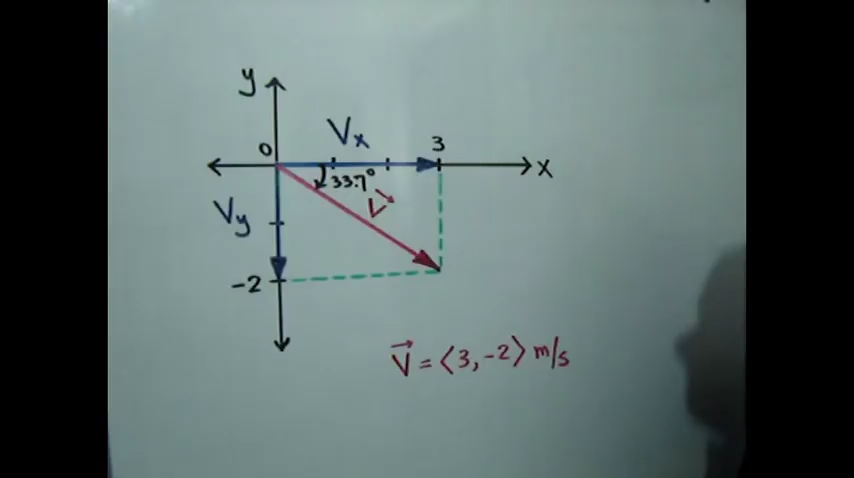 y
Vx
3
0
x
33.7°
V⃗
Vy
-2
V⃗ = ⟨3, -2⟩ m/s